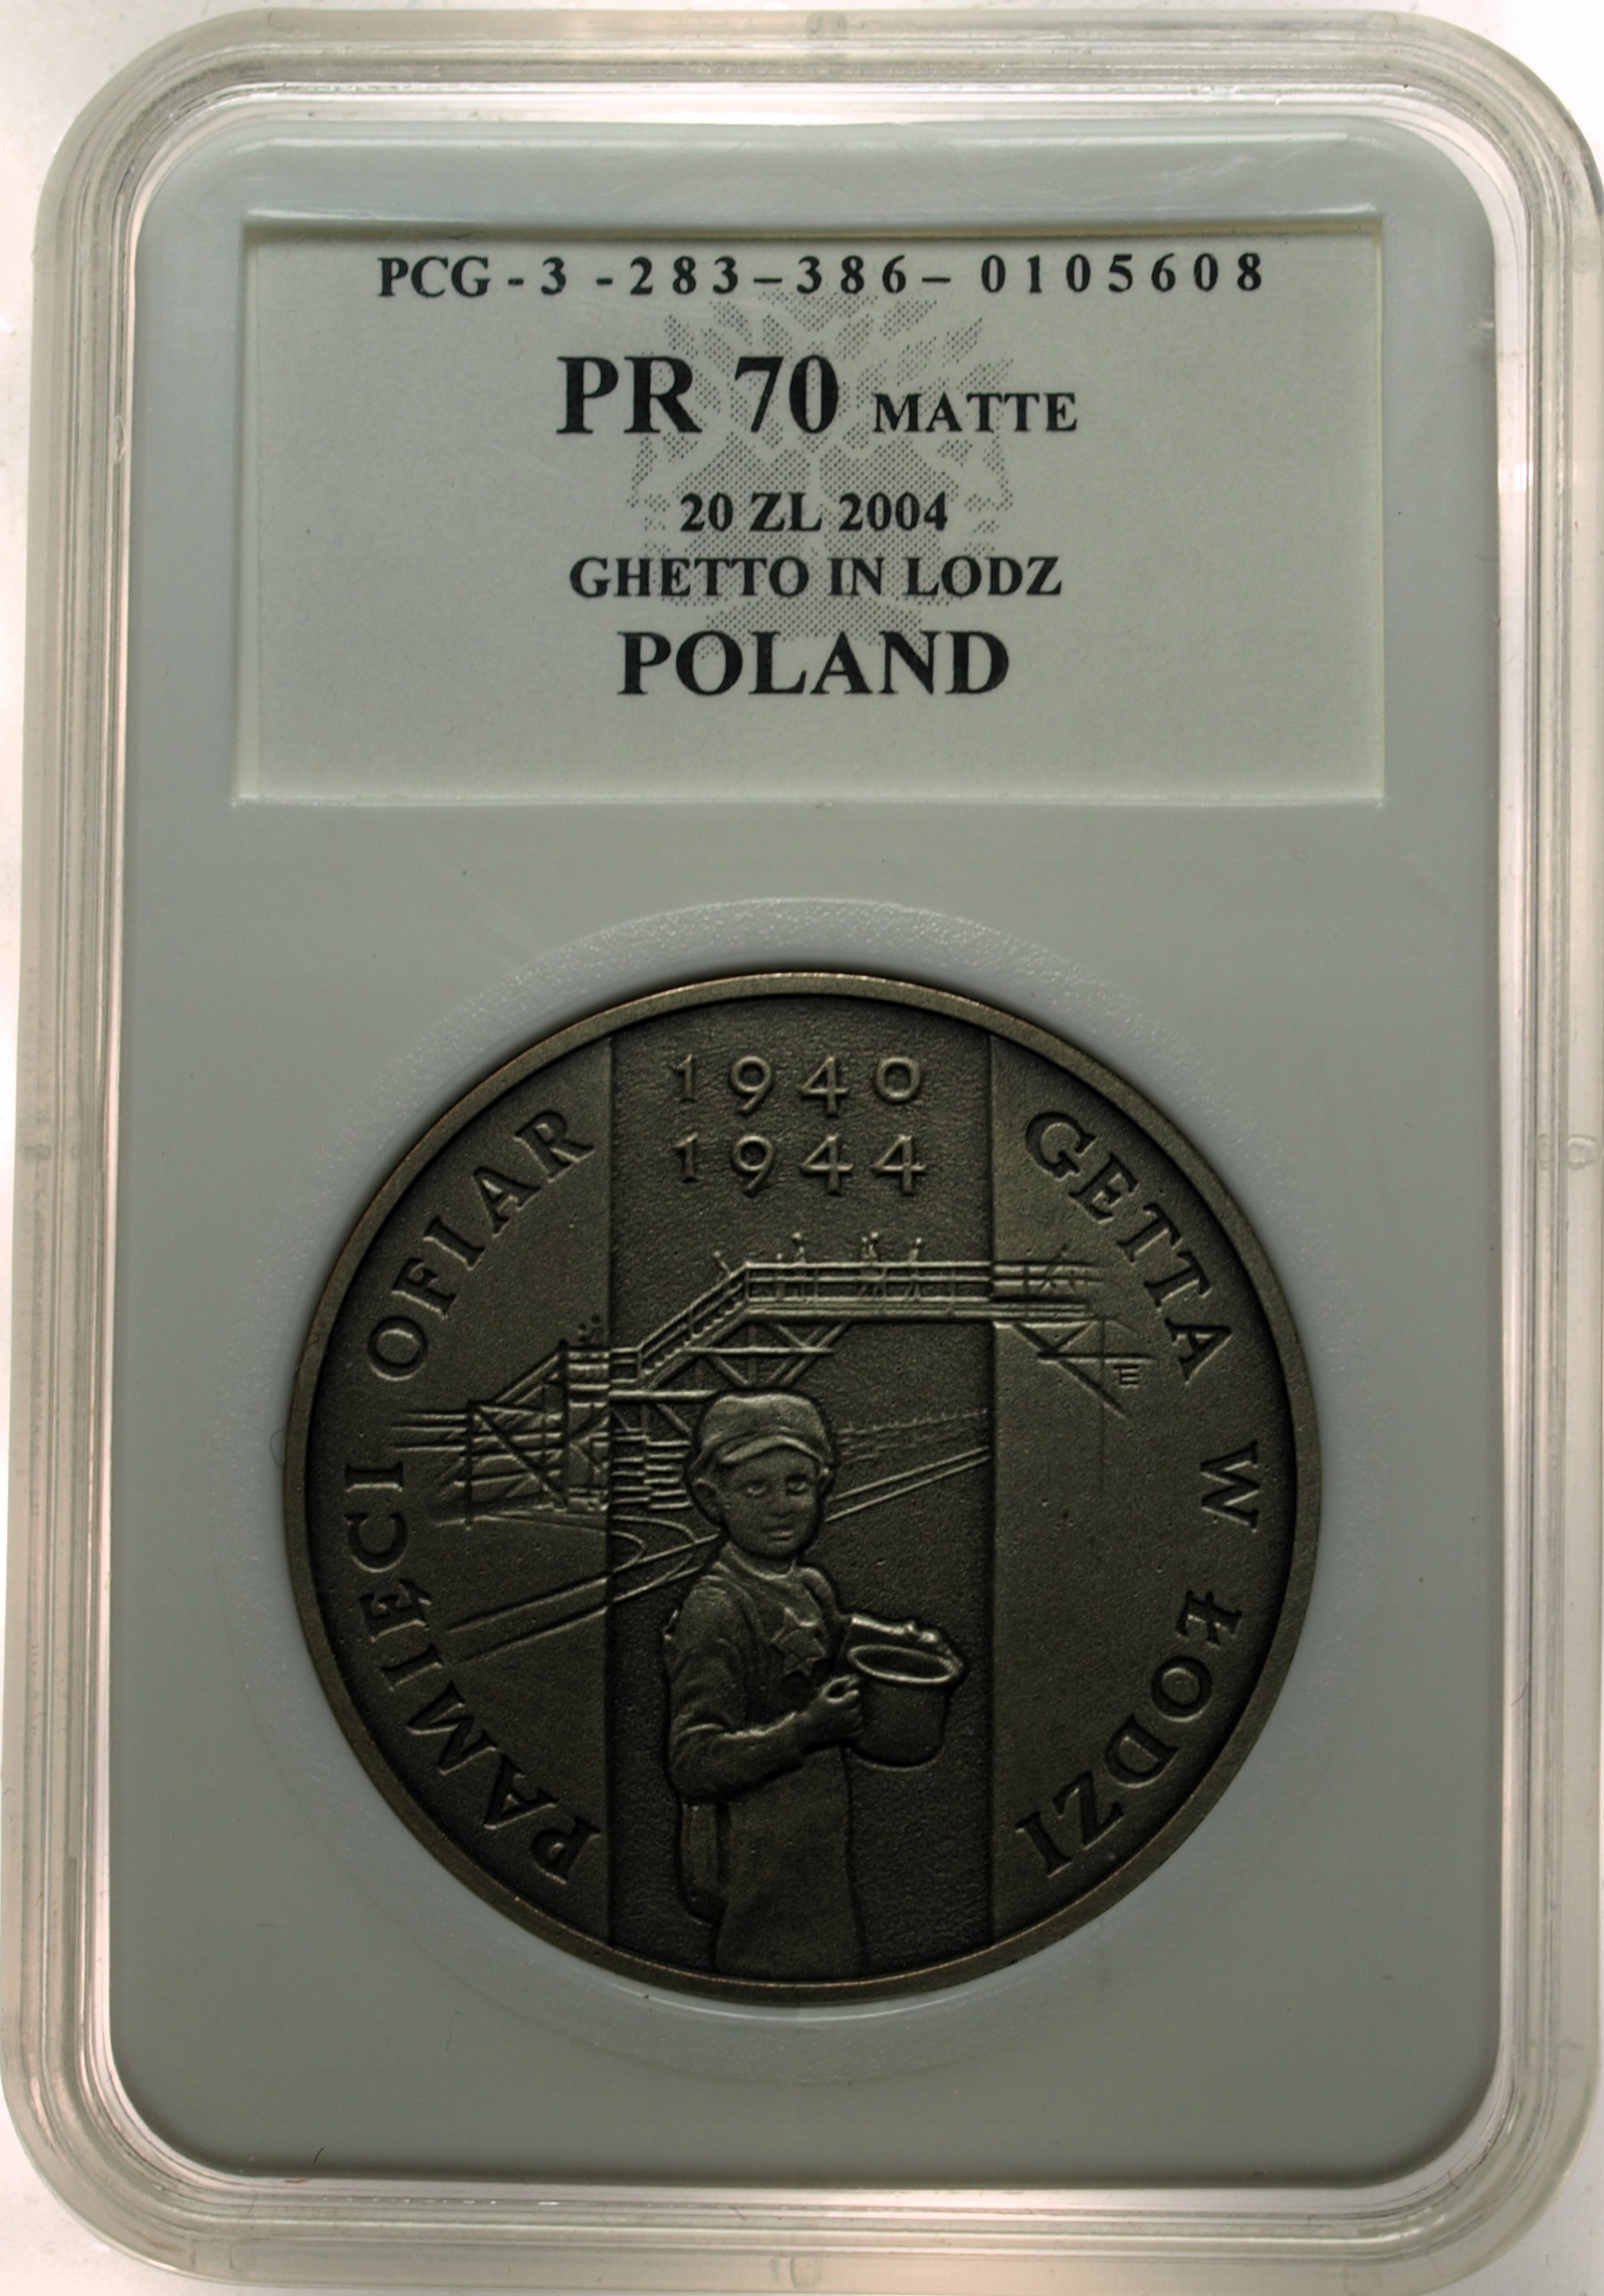 PCG - 3 - 283 - 386 - 0105608
PR 70 MATTE
20 ZL 2004
GHETTO IN LODZ
POLAND
1940
1944
PAMIĘCI OFIAR GETTA W ŁODZI
E